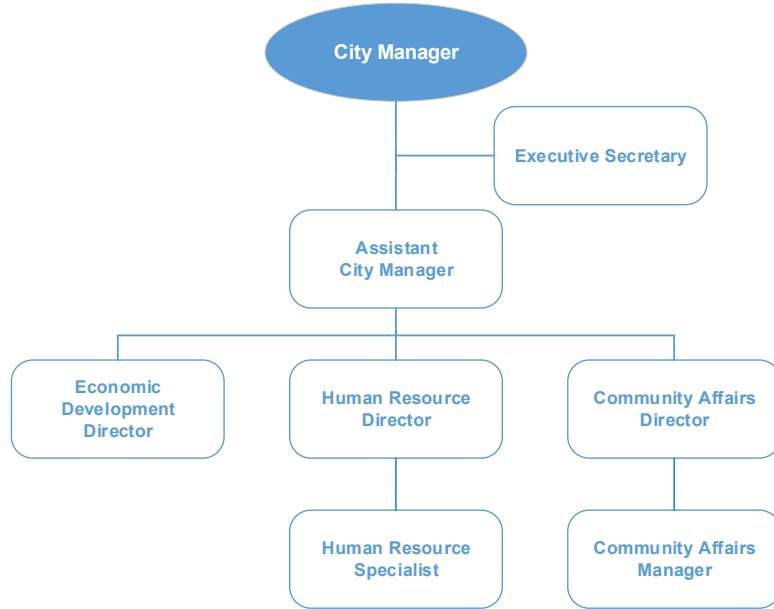 City Manager
Executive Secretary
Assistant
City Manager
Economic
Development
Director
Human Resource
Director
Community Affairs
Director
Human Resource
Specialist
Community Affairs
Manager